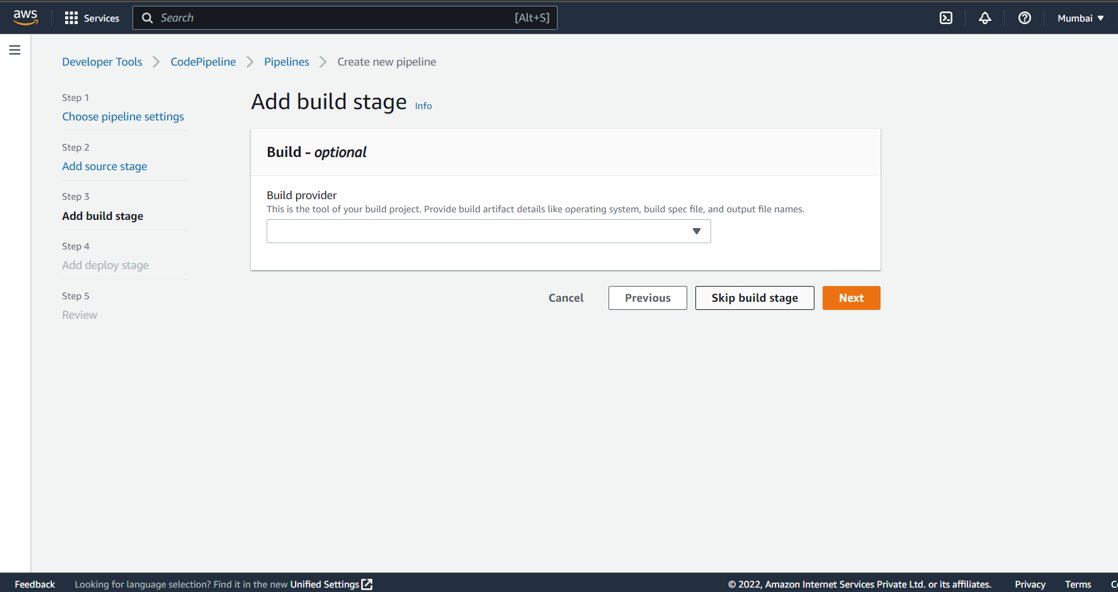 aws
Services
Search
[Alt+S]
Mumbai
Developer Tools
CodePipeline
Pipelines
Create new pipeline
Step 1
Choose pipeline settings
Step 2
Add source stage
Step 3
Add build stage
Step 4
Add deploy stage
Step 5
Review
Add build stage Info
Build - optional
Build provider
This is the tool of your build project. Provide build artifact details like operating system, build spec file, and output file names.
Cancel
Previous
Skip build stage
Next
Feedback
Looking for language selection? Find it in the new Unified Settings
© 2022, Amazon Internet Services Private Ltd. or its affiliates.
Privacy
Terms